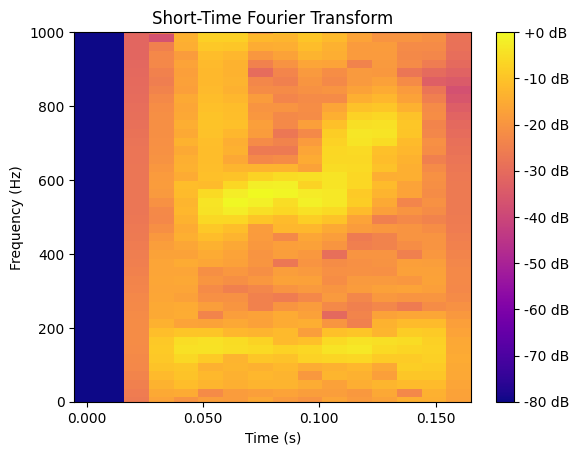 Short-Time Fourier Transform
1000
800
600
400
200
0
Frequency (Hz)
0.000
0.050
0.100
0.150
Time (s)
+0 dB
-10 dB
-20 dB
-30 dB
-40 dB
-50 dB
-60 dB
-70 dB
-80 dB